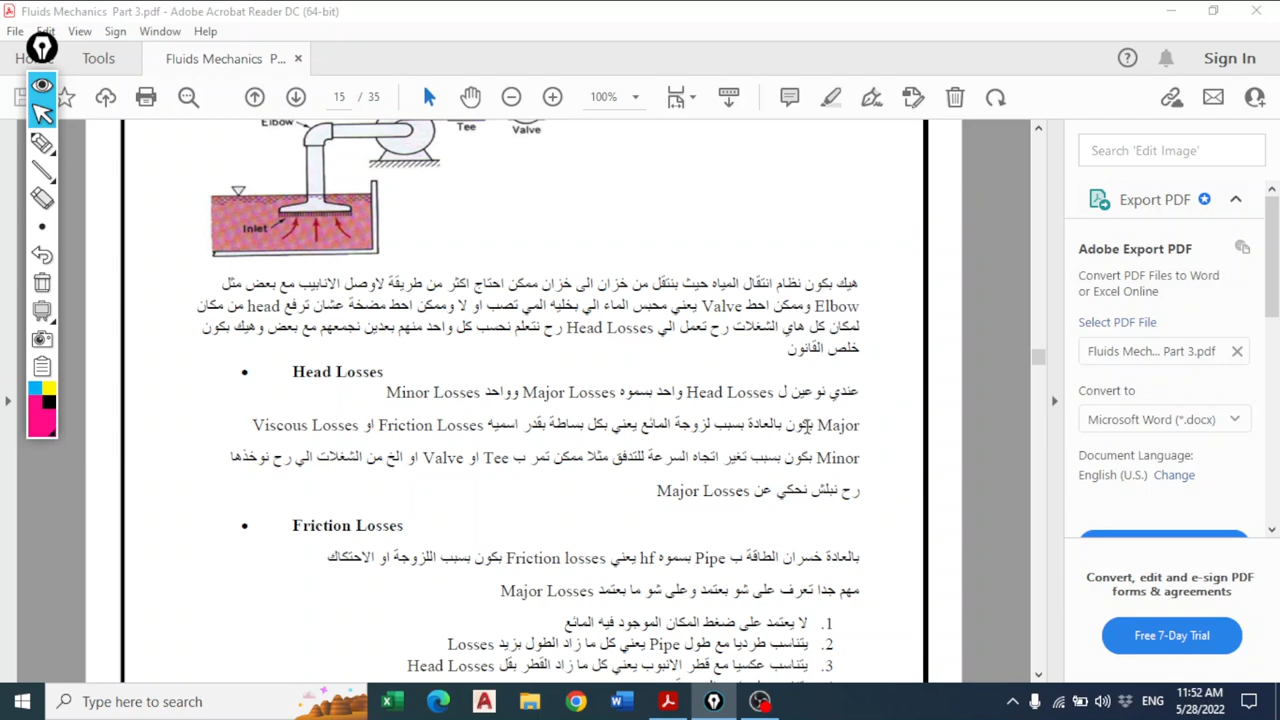 Fluids Mechanics Part 3.pdf - Adobe Acrobat Reader DC (64-bit)
File Edit View Sign Window Help
Tools
Fluids Mechanics P...
Sign In
15 / 35
100%
Elbow
Tee
Valve
Inlet
هيك بكون نظام انتقال المياه حيث بنتقل من خزان الى خزان ممكن احتاج اكثر من طريقة لاوصل الانابيب مع بعض مثل
Elbow وممكن احط Valve يعني محبس الماء الي بخليه المي تصب او لا وممكن احط مضخة عشان ترفع head من مكان
لمكان كل هاي الشغلات رح تعمل الي Head Losses رح نتعلم نحسب كل واحد منهم بعدين نجمعهم مع بعض وهيك بكون
خلص القانون
• Head Losses
عندي نوعين ل Head Losses واحد بسموه Major Losses وواحد Minor Losses
Major بكون بالعادة بسبب لزوجة المائع يعني بكل بساطة بقدر اسميه Friction Losses او Viscous Losses
Minor بكون بسبب تغير اتجاه السرعة للتدفق مثلا ممكن تمر ب Tee او Valve او الخ من الشغلات الي رح نوخذها
رح نبلش نحكي عن Major Losses
• Friction Losses
بالعادة خسران الطاقة ب Pipe بسموه hf يعني Friction losses بكون بسبب اللزوجة او الاحتكاك
مهم جدا تعرف على شو بعتمد وعلى شو ما بعتمد Major Losses
1. لا يعتمد على ضغط المكان الموجود فيه المائع
2. يتناسب طرديا مع طول Pipe يعني كل ما زاد الطول بزيد Losses
3. يتناسب عكسيا مع قطر الانبوب يعني كل ما زاد القطر بقل Head Losses
Search 'Edit Image'
Export PDF
Adobe Export PDF
Convert PDF Files to Word
or Excel Online
Select PDF File
Fluids Mech... Part 3.pdf
Convert to
Microsoft Word (*.docx)
Document Language:
English (U.S.) Change
Convert, edit and e-sign PDF
forms & agreements
Free 7-Day Trial
Type here to search
ENG
11:52 AM
5/28/2022